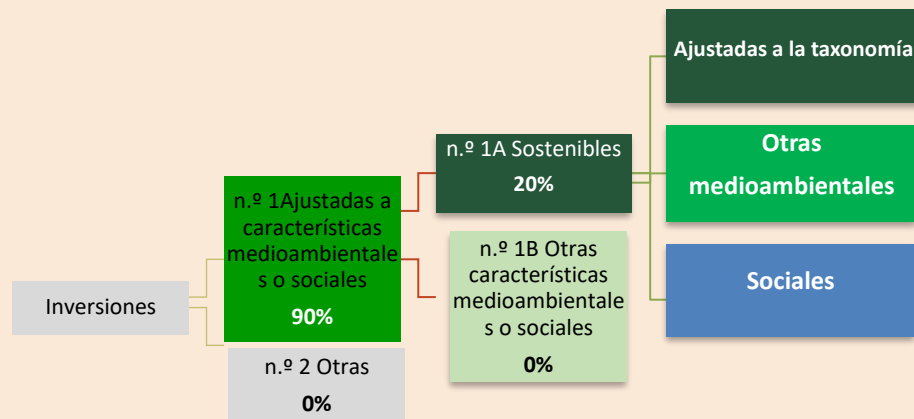 Inversiones
n.º 1Ajustadas a
características
medioambientale
s o sociales
90%
n.º 2 Otras
0%
n.º 1A Sostenibles
20%
n.º 1B Otras
características
medioambientale
s o sociales
0%
Ajustadas a la taxonomía
Otras
medioambientales
Sociales